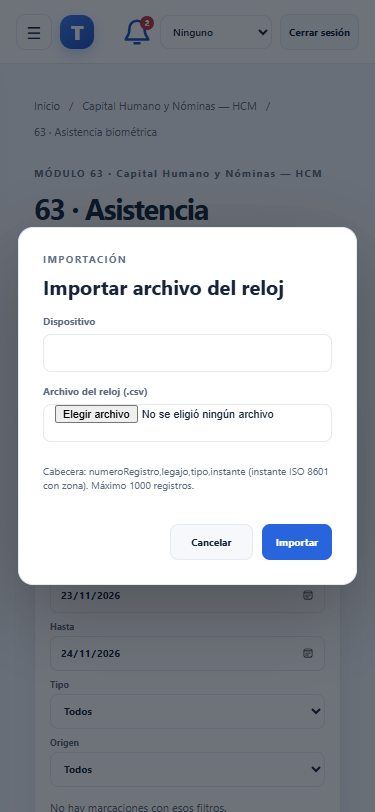 ☰
T
2
Ninguno
Cerrar sesión
Inicio / Capital Humano y Nóminas — HCM /
63 · Asistencia biométrica
MÓDULO 63 · Capital Humano y Nóminas — HCM
63 · Asistencia
IMPORTACIÓN
Importar archivo del reloj
Dispositivo
Archivo del reloj (.csv)
Elegir archivo No se eligió ningún archivo
Cabecera: numeroRegistro,legajo,tipo,instante (instante ISO 8601
con zona). Máximo 1000 registros.
Cancelar
Importar
23/11/2026
Hasta
24/11/2026
Tipo
Todos
Origen
Todos
No hay marcaciones con esos filtros.